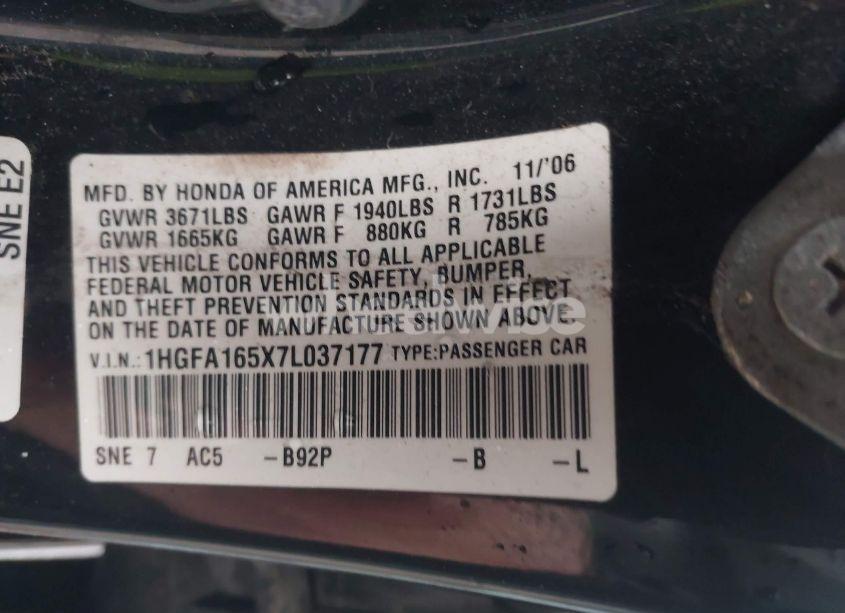 SNE E2
MFD. BY HONDA OF AMERICA MFG., INC. 11/'06
GVWR 3671LBS GAWR F 1940LBS R 1731LBS
GVWR 1665KG GAWR F 880KG R 785KG
THIS VEHICLE CONFORMS TO ALL APPLICABLE
FEDERAL MOTOR VEHICLE SAFETY, BUMPER,
AND THEFT PREVENTION STANDARDS IN EFFECT
ON THE DATE OF MANUFACTURE SHOWN ABOVE.
V.I.N.: 1HGFA165X7L037177 TYPE:PASSENGER CAR
SNE 7 AC5 -B92P -B -L